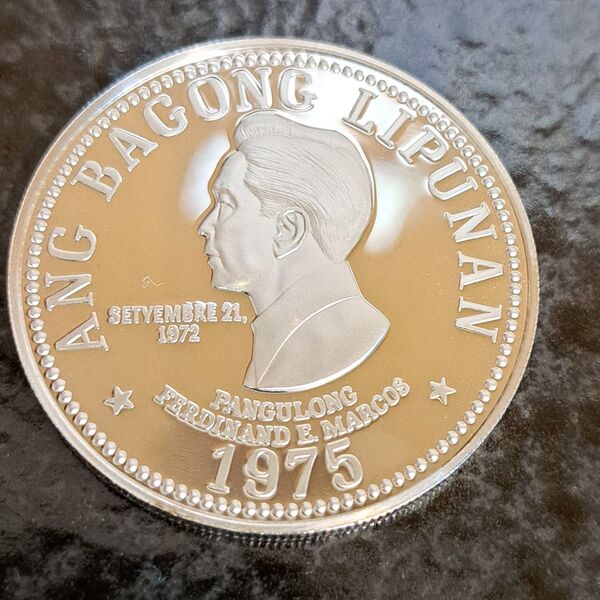 ANG BAGONG LIPUNAN
SETYEMBRE 21,
1972
PANGULONG
FERDINAND E. MARCOS
1975